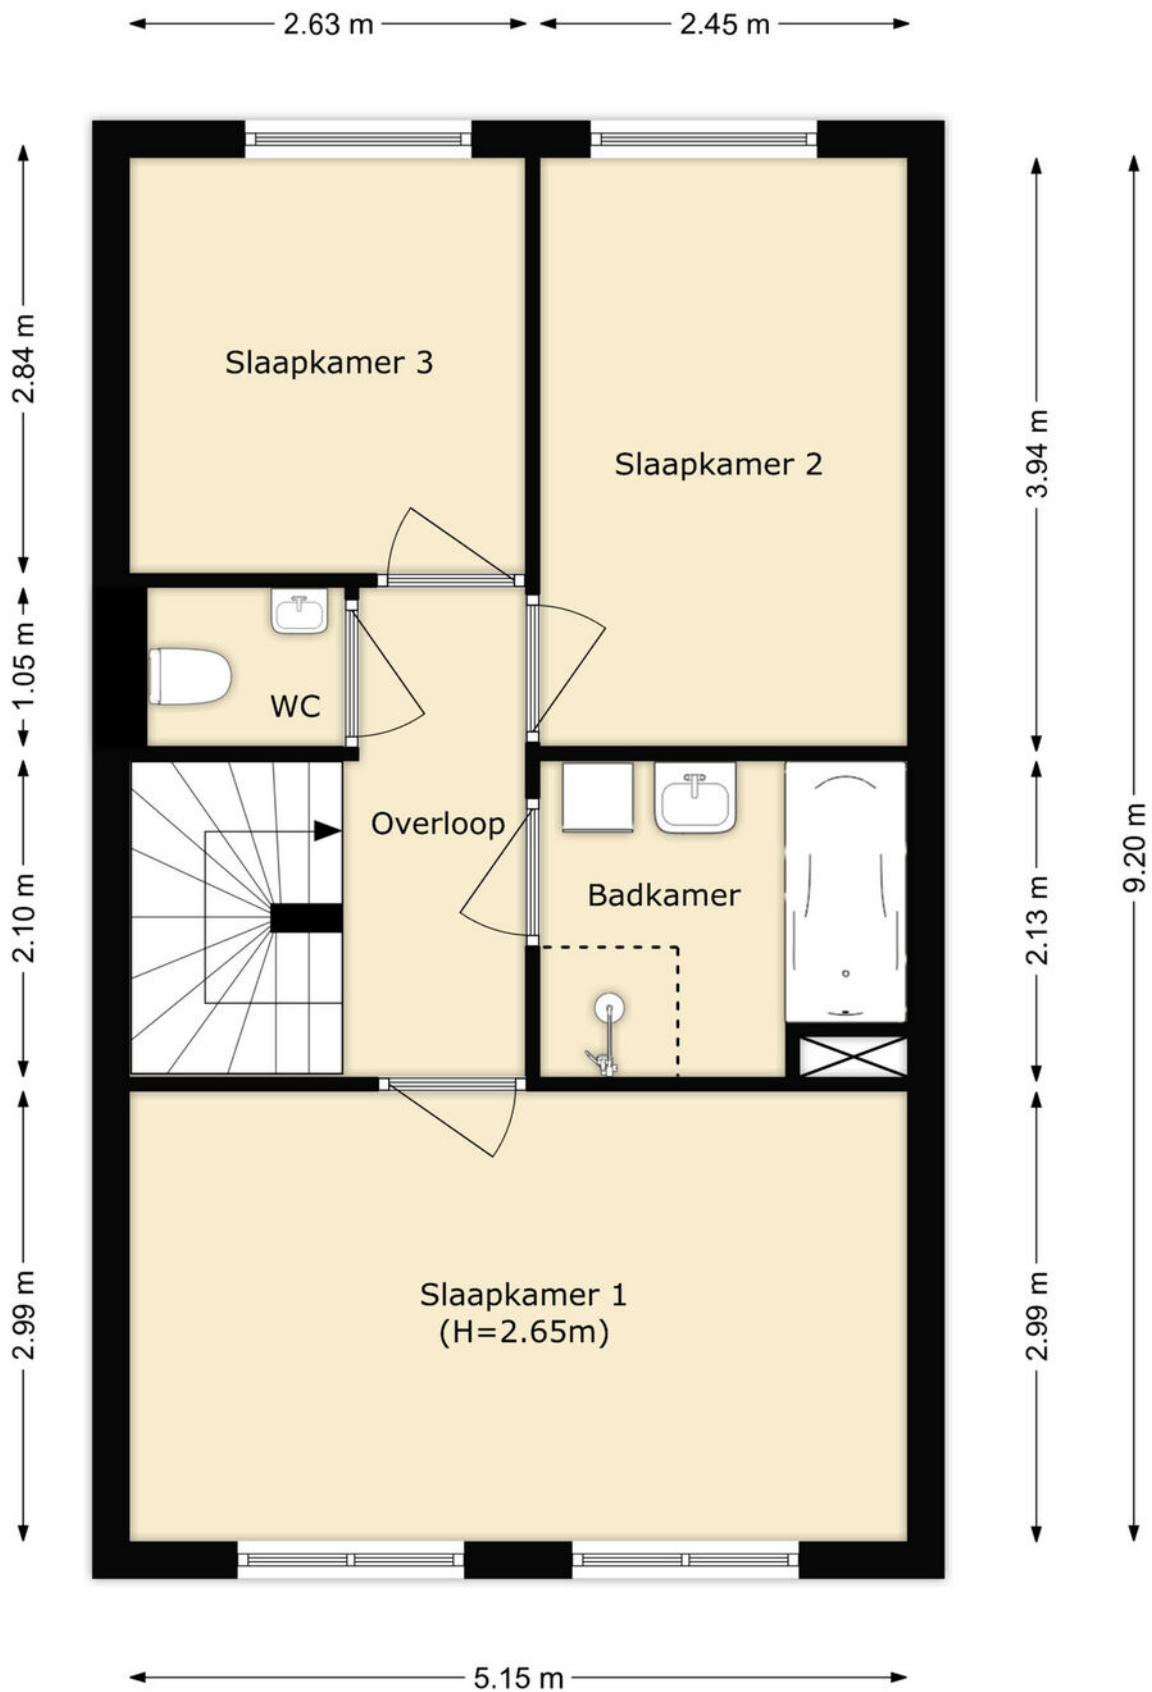 2.63 m
2.45 m
2.84 m
Slaapkamer 3
3.94 m
Slaapkamer 2
1.05 m
WC
9.20 m
Overloop
2.10 m
Badkamer
2.13 m
2.99 m
Slaapkamer 1
(H=2.65m)
2.99 m
5.15 m